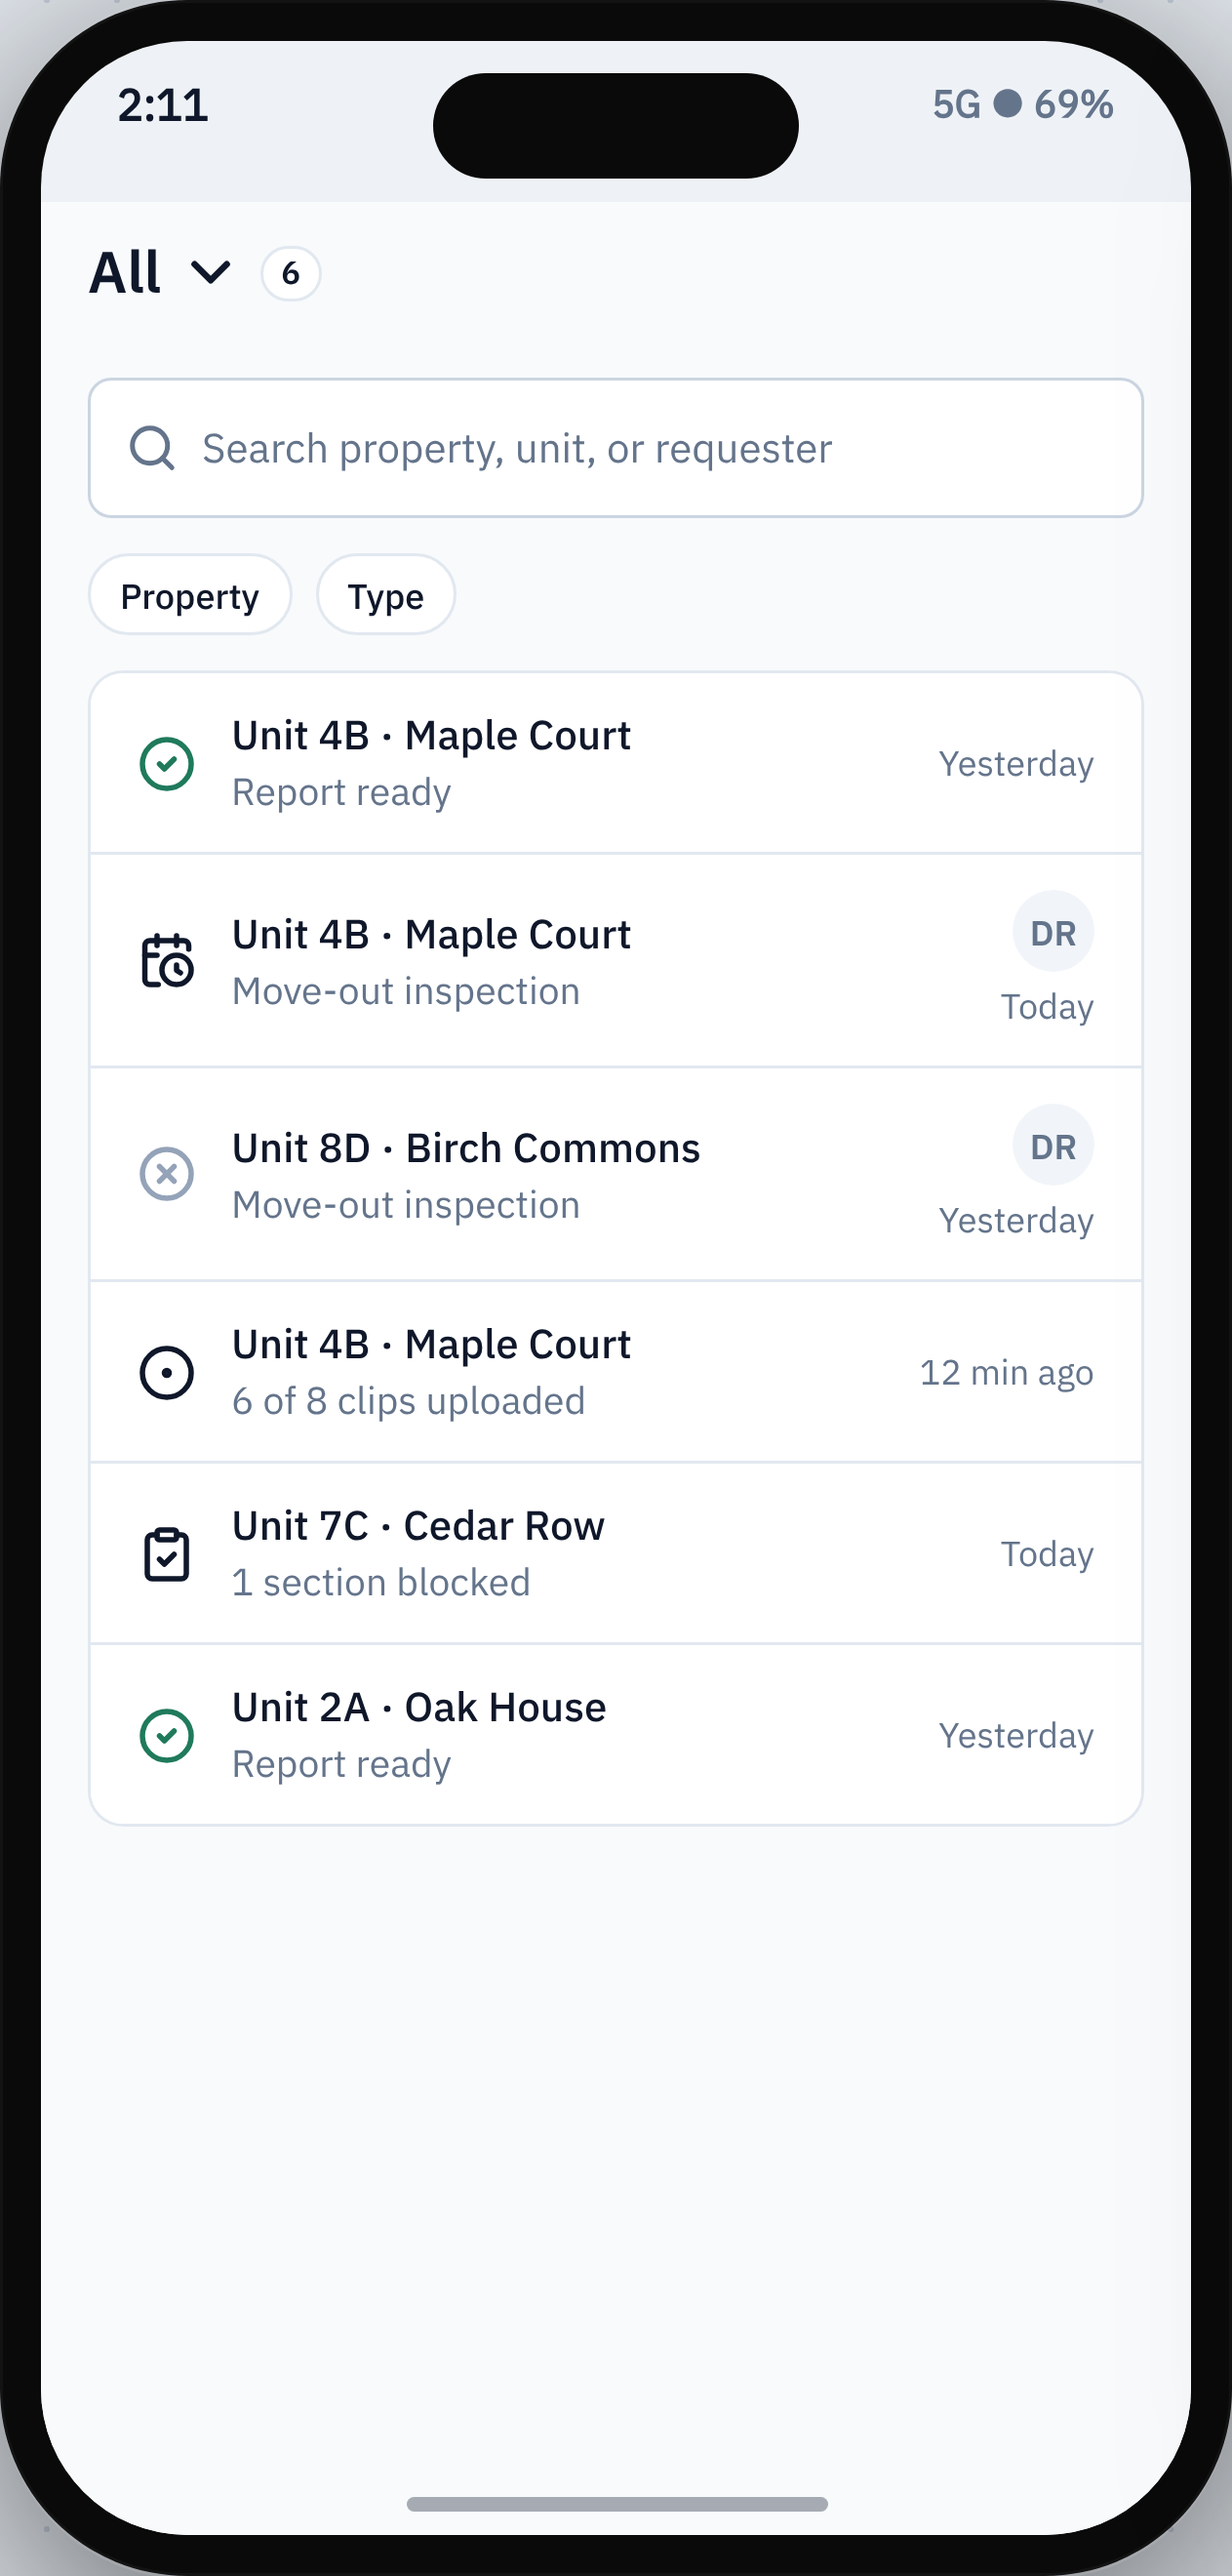 2:11
5G 69%
All
6
Search property, unit, or requester
Property
Type
Unit 4B · Maple Court
Report ready
Yesterday
Unit 4B · Maple Court
Move-out inspection
DR
Today
Unit 8D · Birch Commons
Move-out inspection
DR
Yesterday
Unit 4B · Maple Court
6 of 8 clips uploaded
12 min ago
Unit 7C · Cedar Row
1 section blocked
Today
Unit 2A · Oak House
Report ready
Yesterday